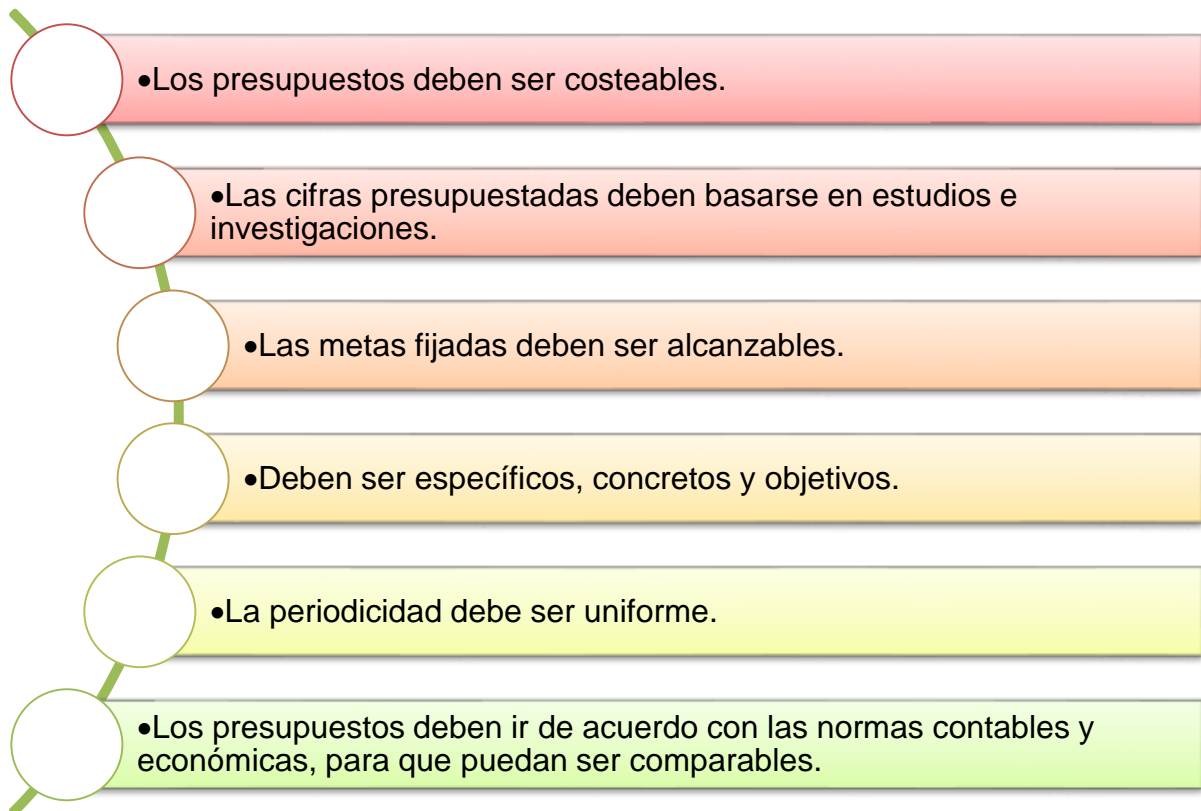 •Los presupuestos deben ser costeables.
•Las cifras presupuestadas deben basarse en estudios e
investigaciones.
•Las metas fijadas deben ser alcanzables.
•Deben ser específicos, concretos y objetivos.
•La periodicidad debe ser uniforme.
•Los presupuestos deben ir de acuerdo con las normas contables y
económicas, para que puedan ser comparables.